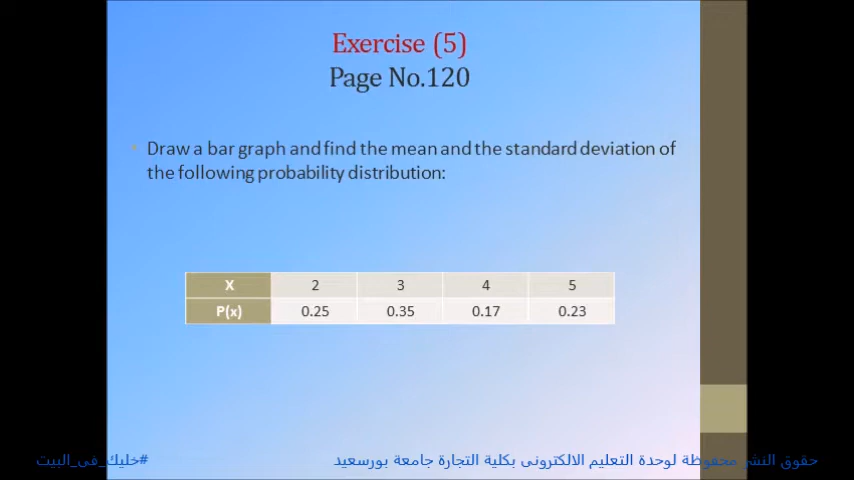 Exercise (5)
Page No.120
Draw a bar graph and find the mean and the standard deviation of
the following probability distribution:
X 2 3 4 5
P(x) 0.25 0.35 0.17 0.23
حقوق النشر محفوظة لوحدة التعليم الالكترونى بكلية التجارة جامعة بورسعيد
#خليك_فى_البيت